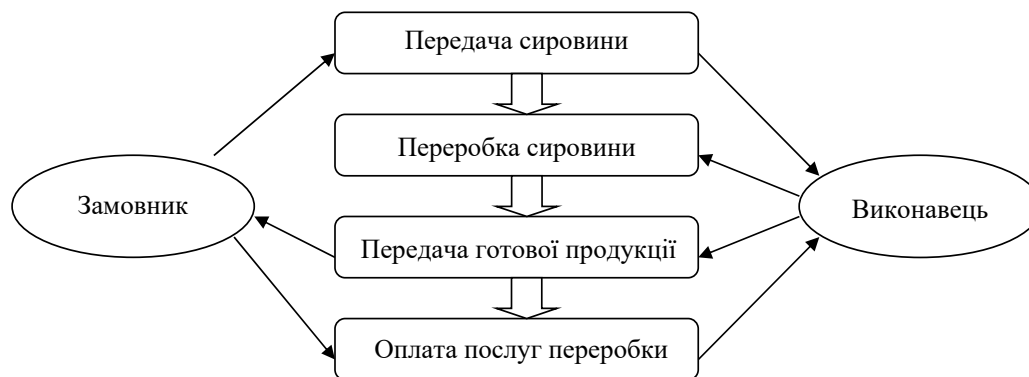 Передача сировини
Переробка сировини
Замовник
Виконавець
Передача готової продукції
Оплата послуг переробки